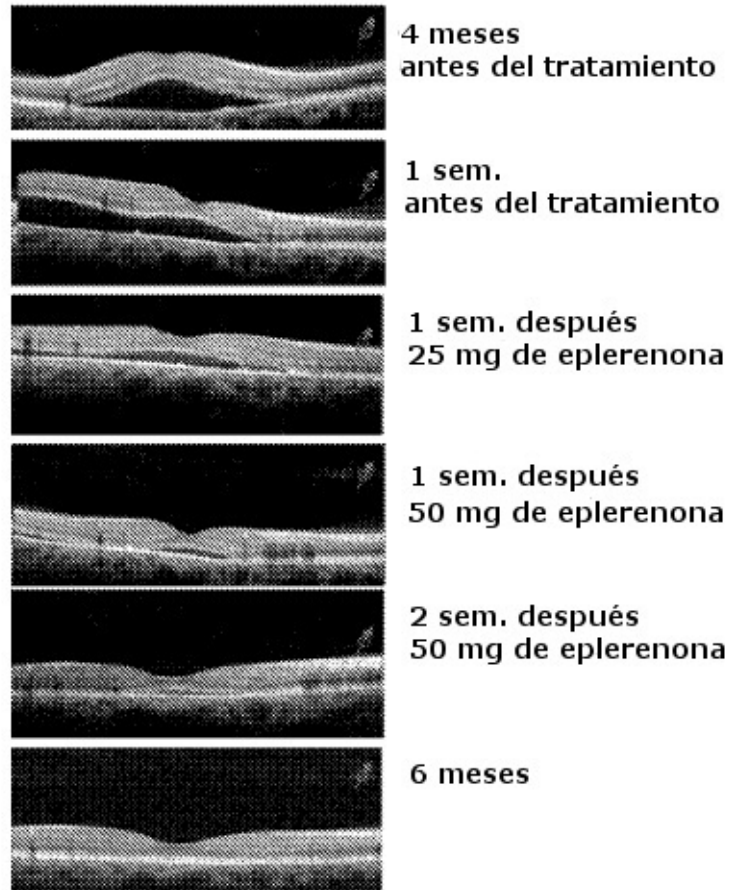 4 meses
antes del tratamiento
1 sem.
antes del tratamiento
1 sem. después
25 mg de eplerenona
1 sem. después
50 mg de eplerenona
2 sem. después
50 mg de eplerenona
6 meses